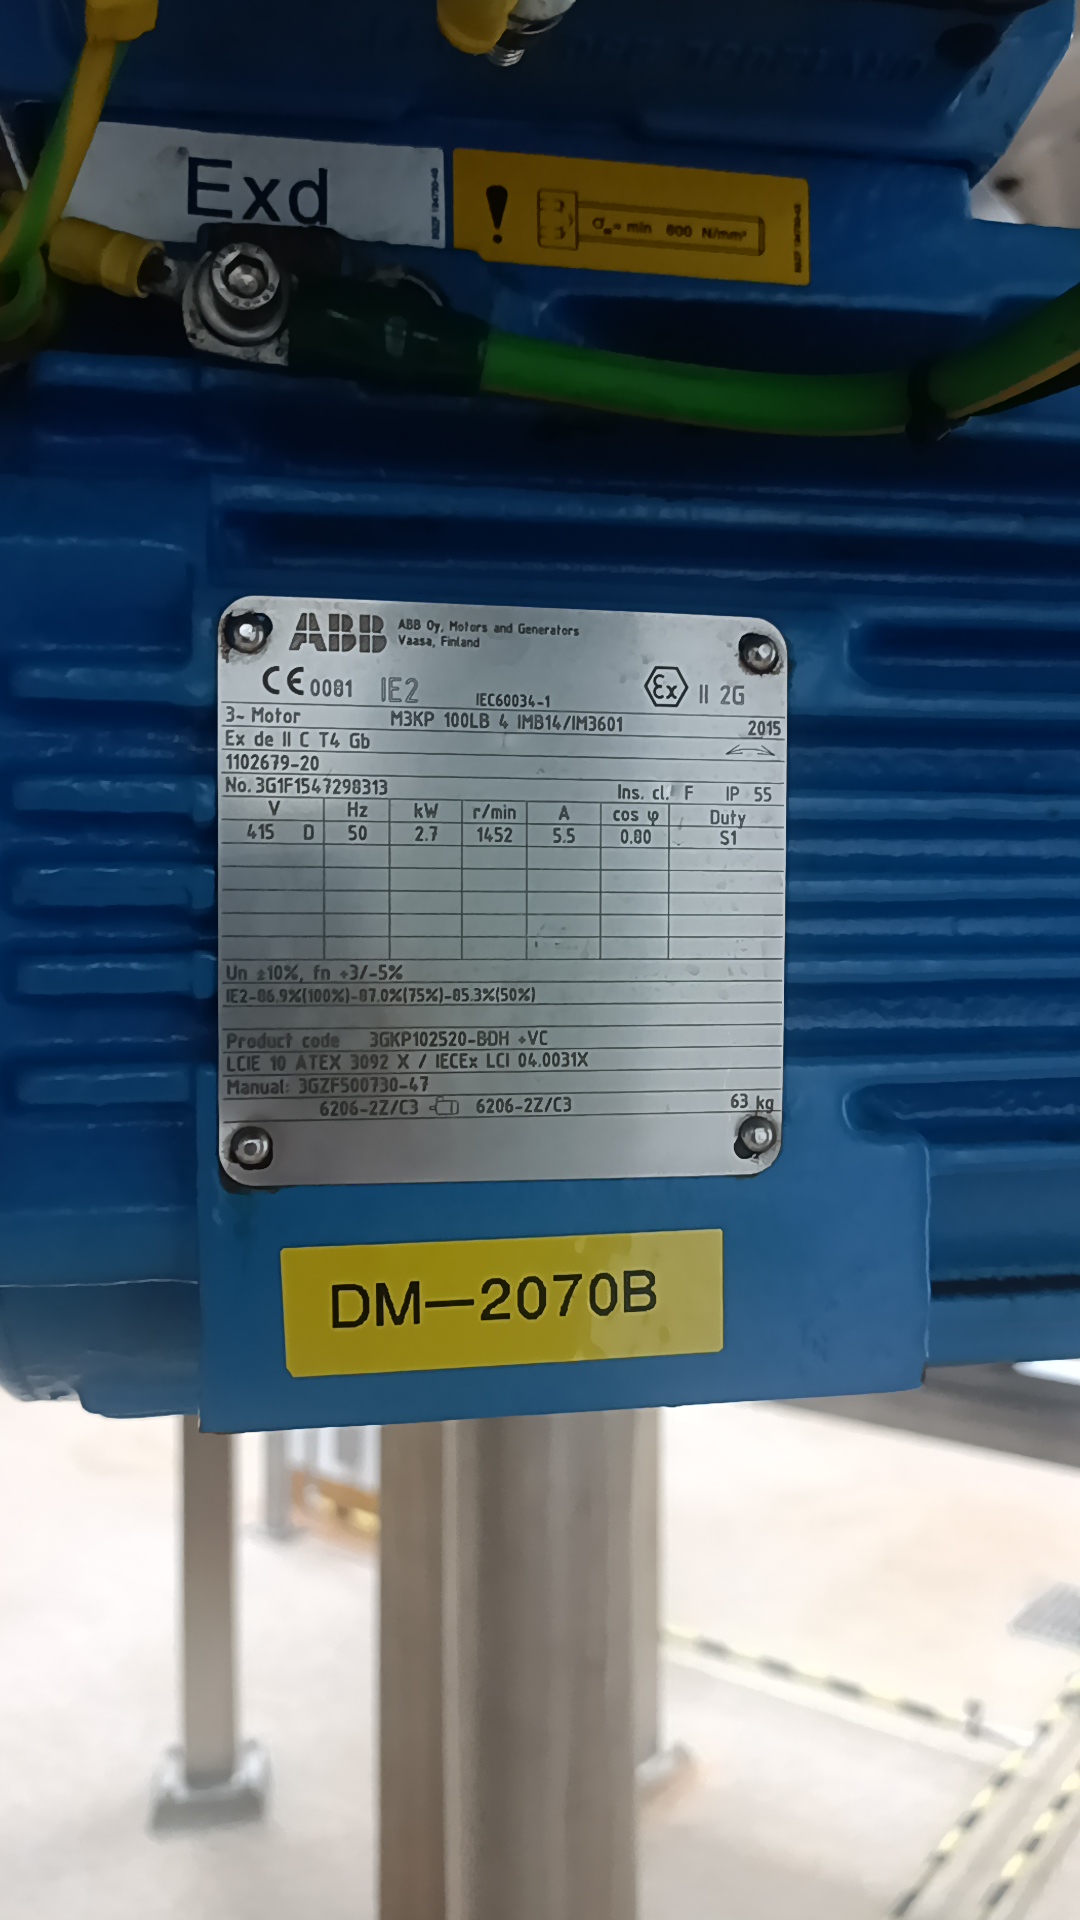 Exd
! σ ≈ min 800 N/mm²
ABB ABB Oy, Motors and Generators
Vaasa, Finland
CE 0081 IE2 IEC60034-1 Ex II 2G
3~ Motor M3KP 100LB 4 IMB14/IM3601 2015
Ex de II C T4 Gb
1102679-20
No. 3G1F1547298313 Ins. cl. F IP 55
V Hz kW r/min A cos φ Duty
415 D 50 2.7 1452 5.5 0.80 S1
Un ±10%, fn +3/-5%
IE2-86.9%(100%)-87.0%(75%)-85.3%(50%)
Product code 3GKP102520-BDH +VC
LCIE 10 ATEX 3092 X / IECEx LCI 04.0031X
Manual: 3GZF500730-47
6206-2Z/C3 6206-2Z/C3 63 kg
DM—2070B